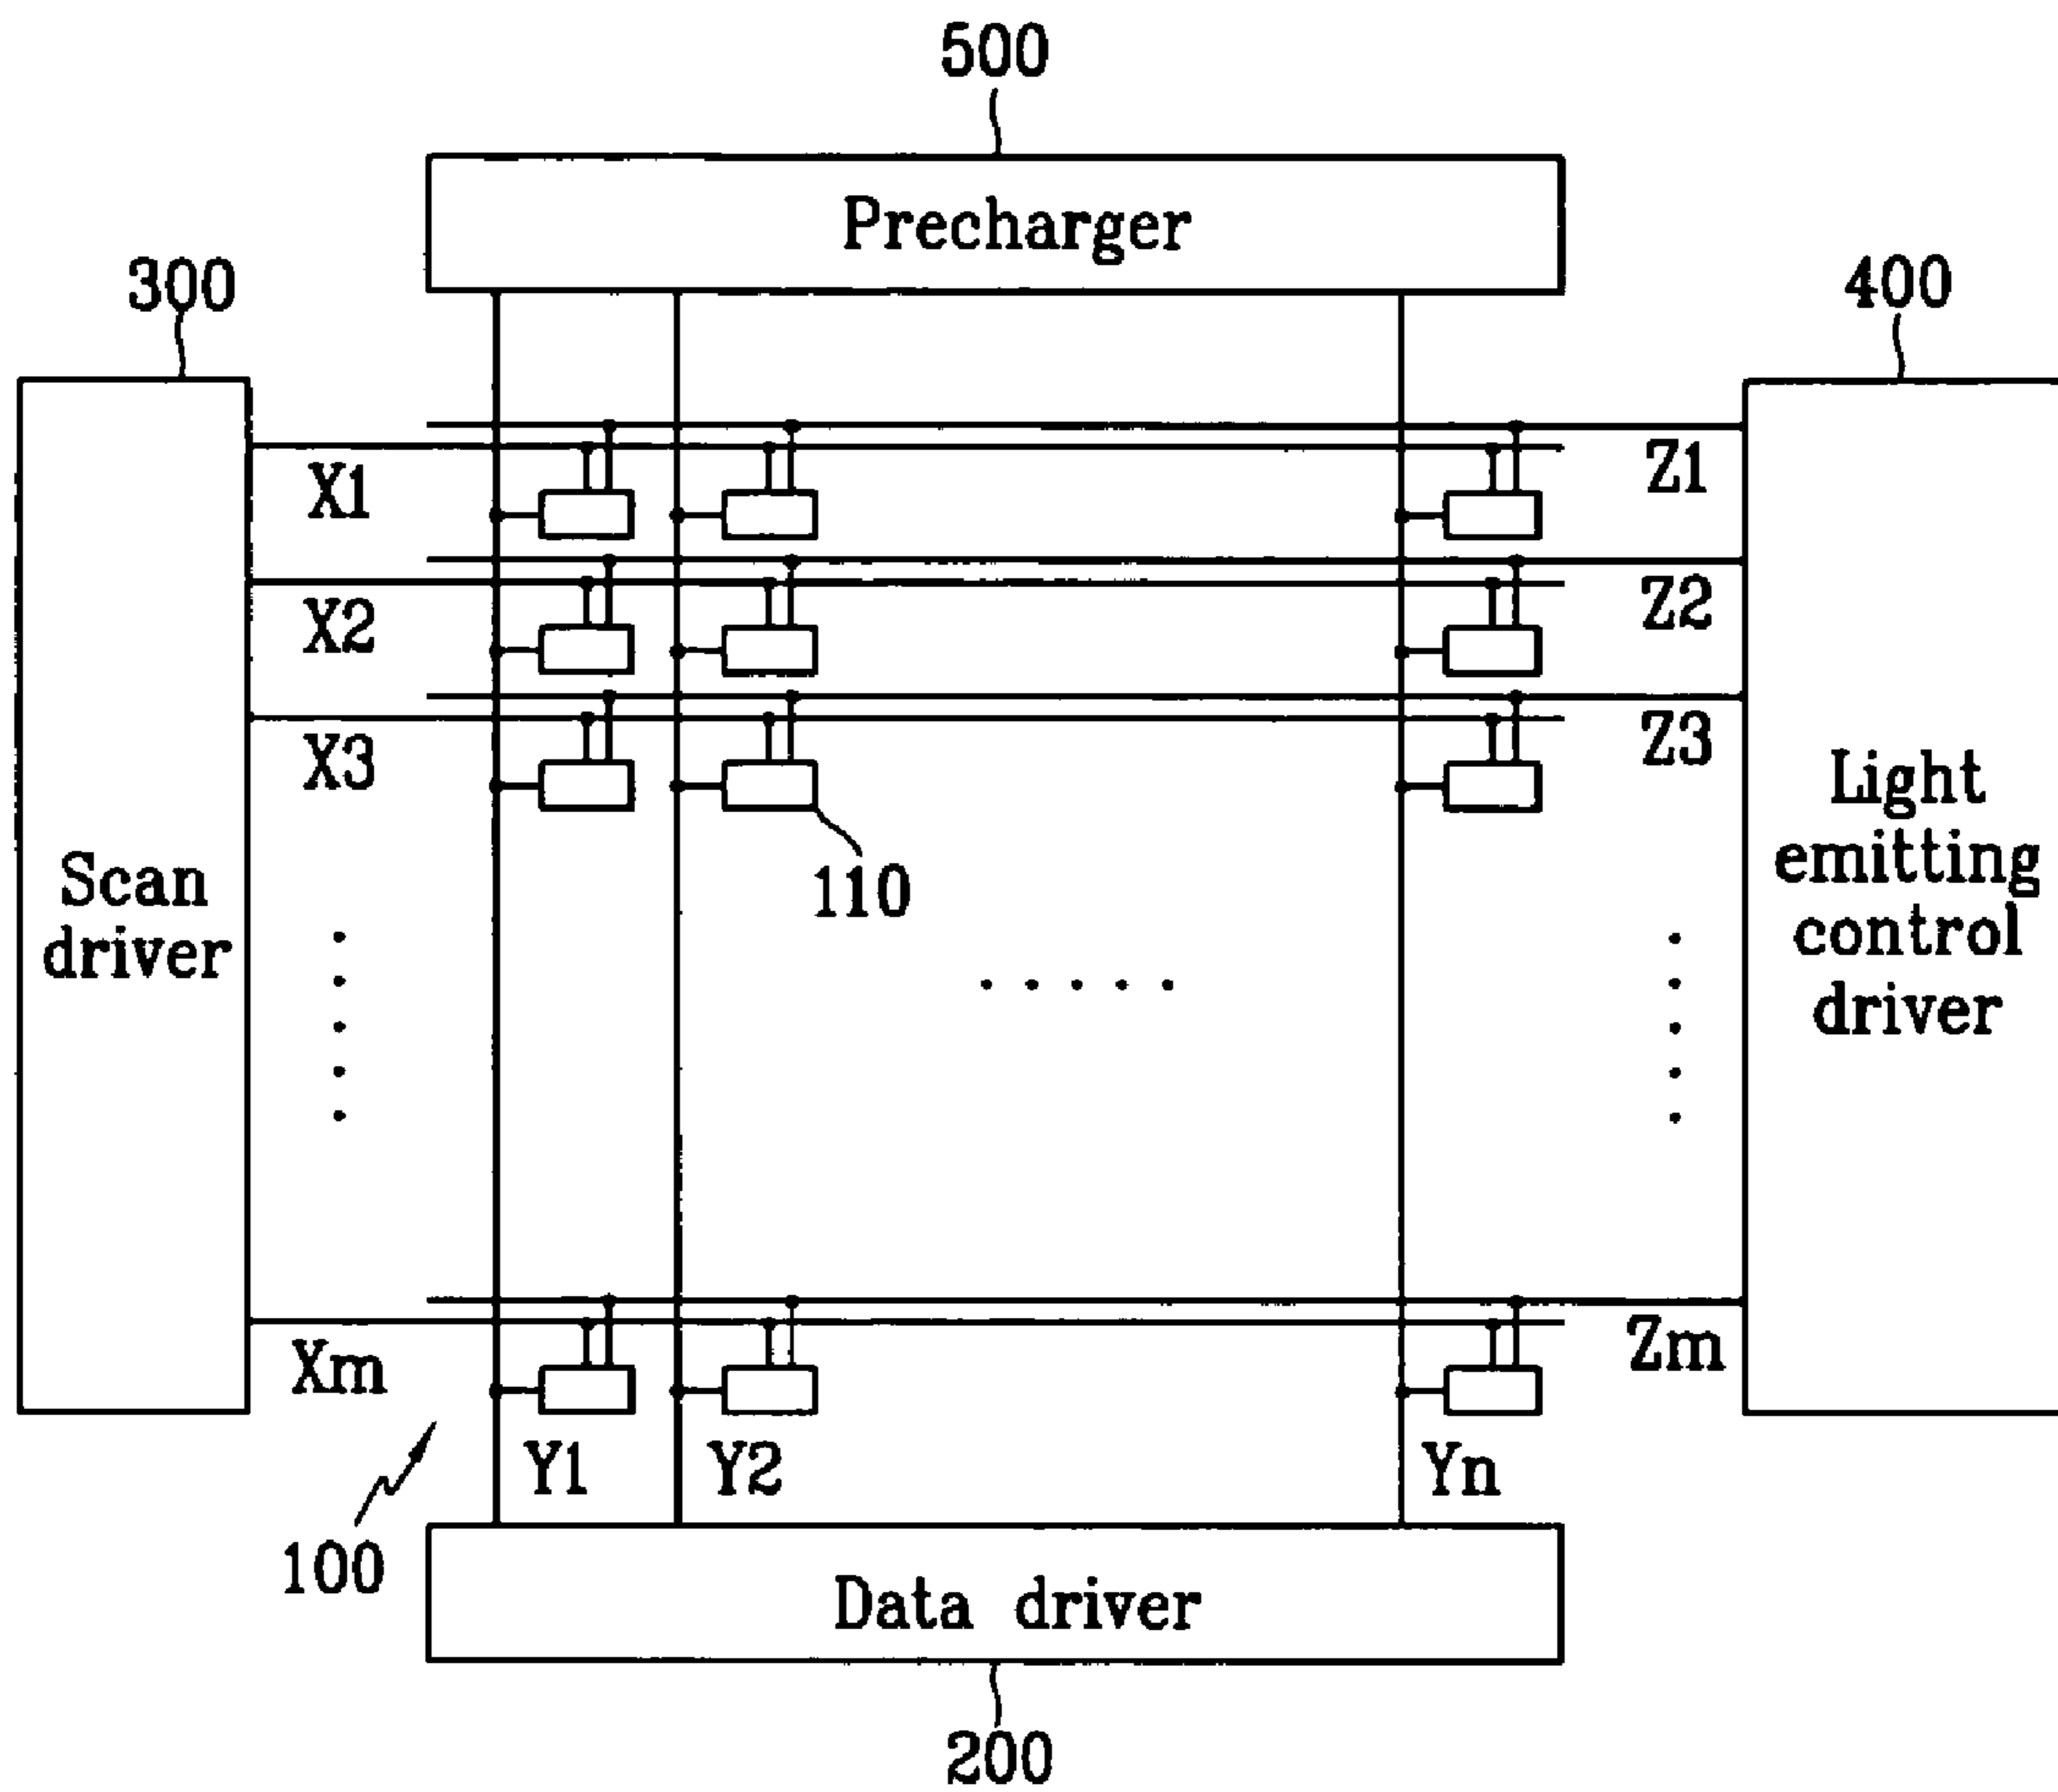 500
Precharger
300
400
X1
Z1
X2
Z2
X3
Z3
110
Scan
driver
Light
emitting
control
driver
Xm
Zm
Y1
Y2
Yn
100
Data driver
200